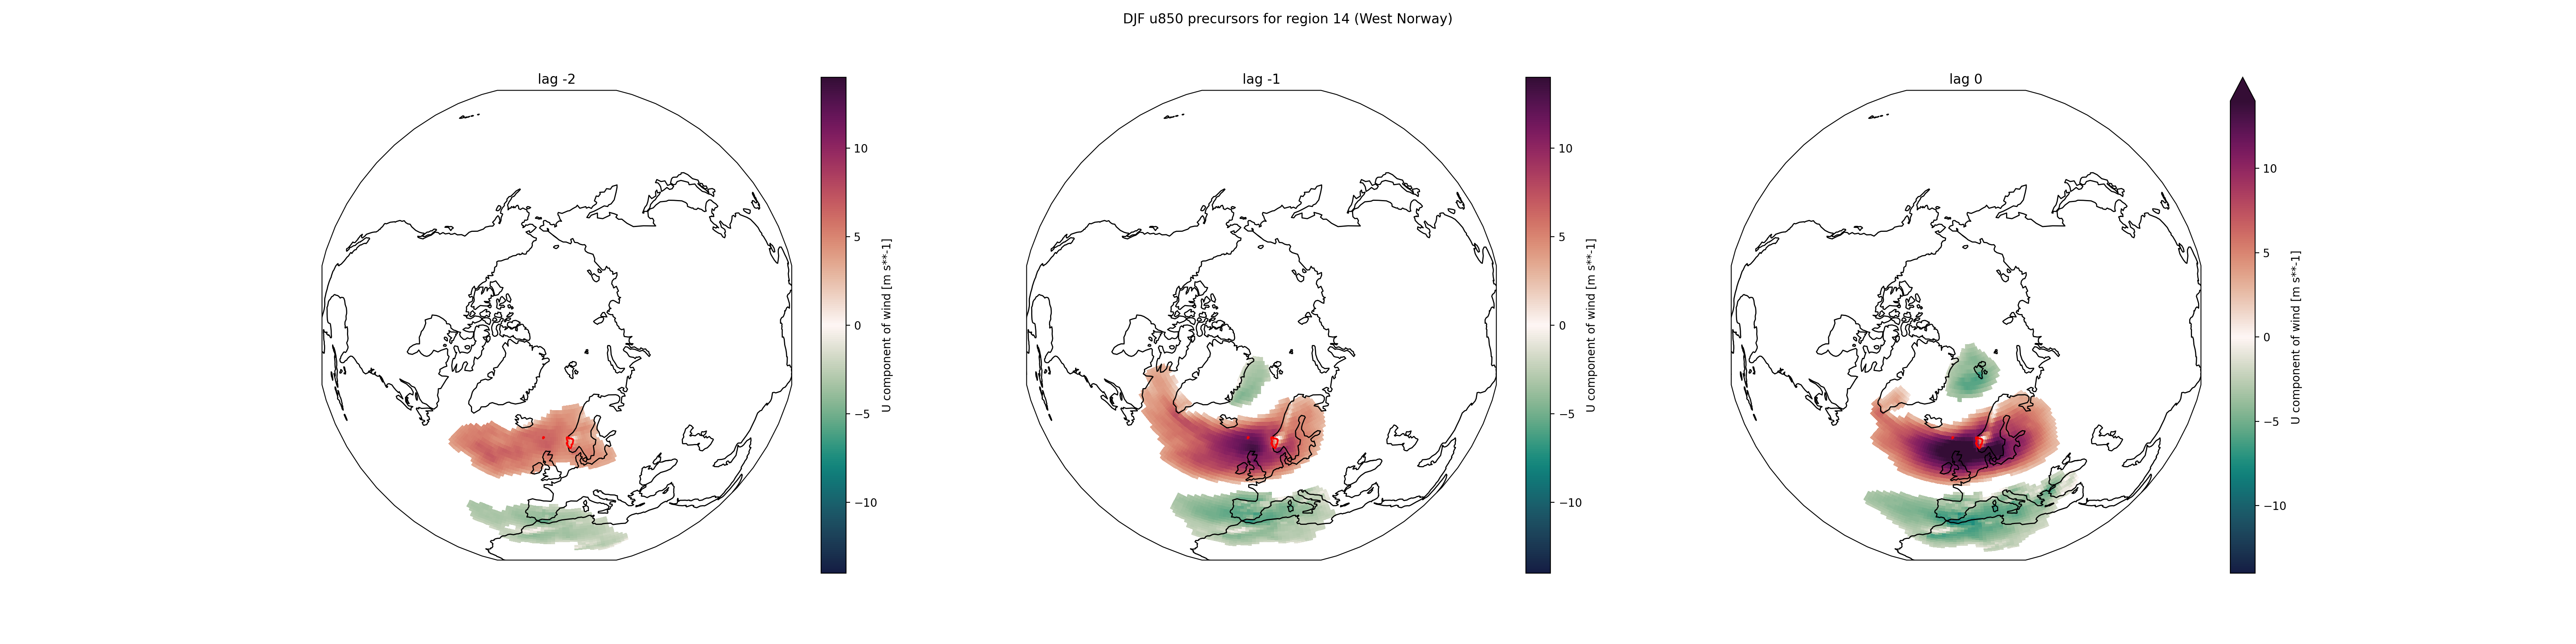 DJF u850 precursors for region 14 (West Norway)
lag -2
10
5
0
−5
−10
U component of wind [m s**-1]
lag -1
10
5
0
−5
−10
U component of wind [m s**-1]
lag 0
10
5
0
−5
−10
U component of wind [m s**-1]